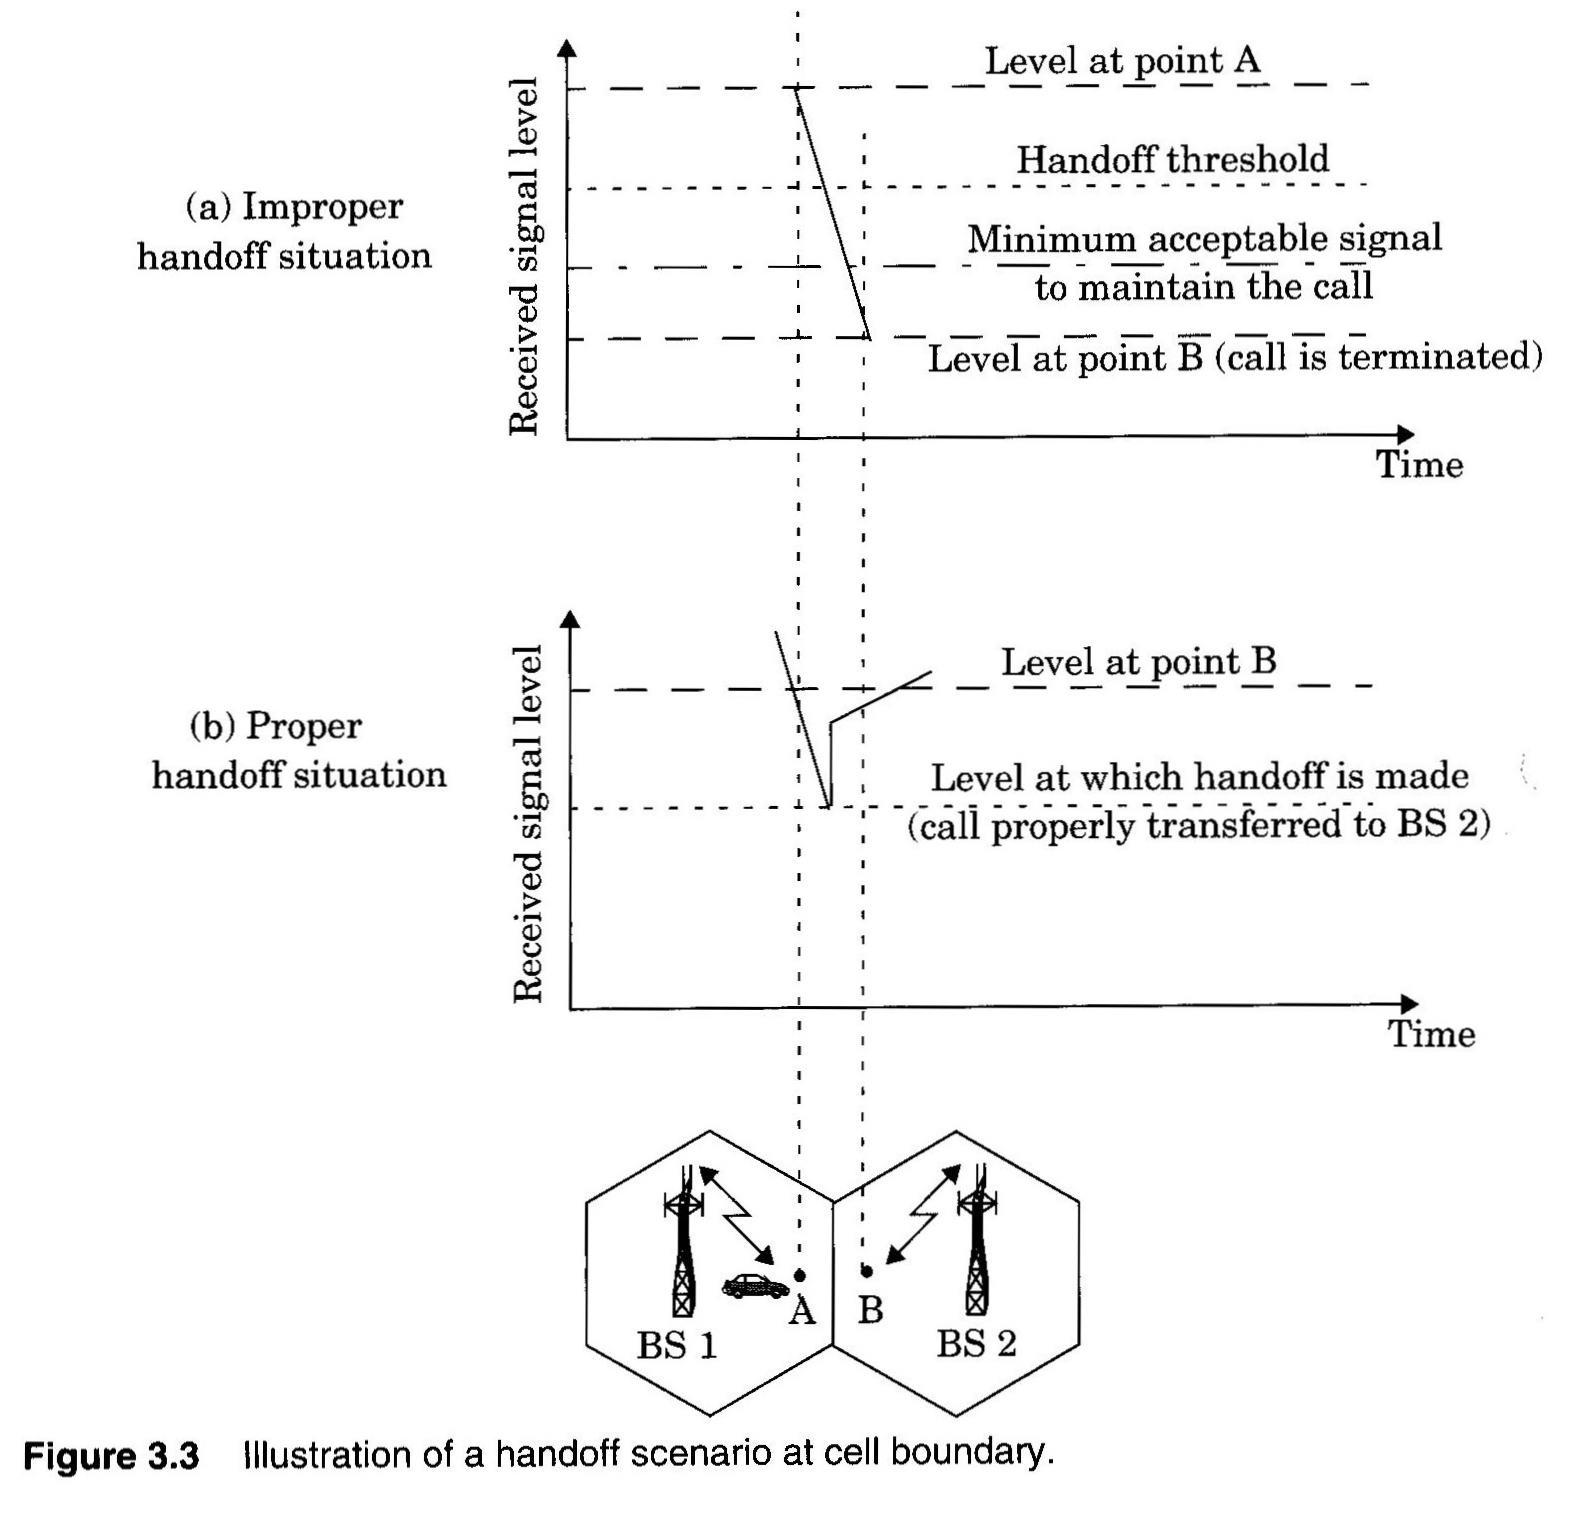 Level at point A
Handoff threshold
(a) Improper
handoff situation
Received signal level
Minimum acceptable signal
to maintain the call
Level at point B (call is terminated)
Time
Level at point B
(b) Proper
handoff situation
Received signal level
Level at which handoff is made
(call properly transferred to BS 2)
Time
A
B
BS 1
BS 2
Figure 3.3 Illustration of a handoff scenario at cell boundary.